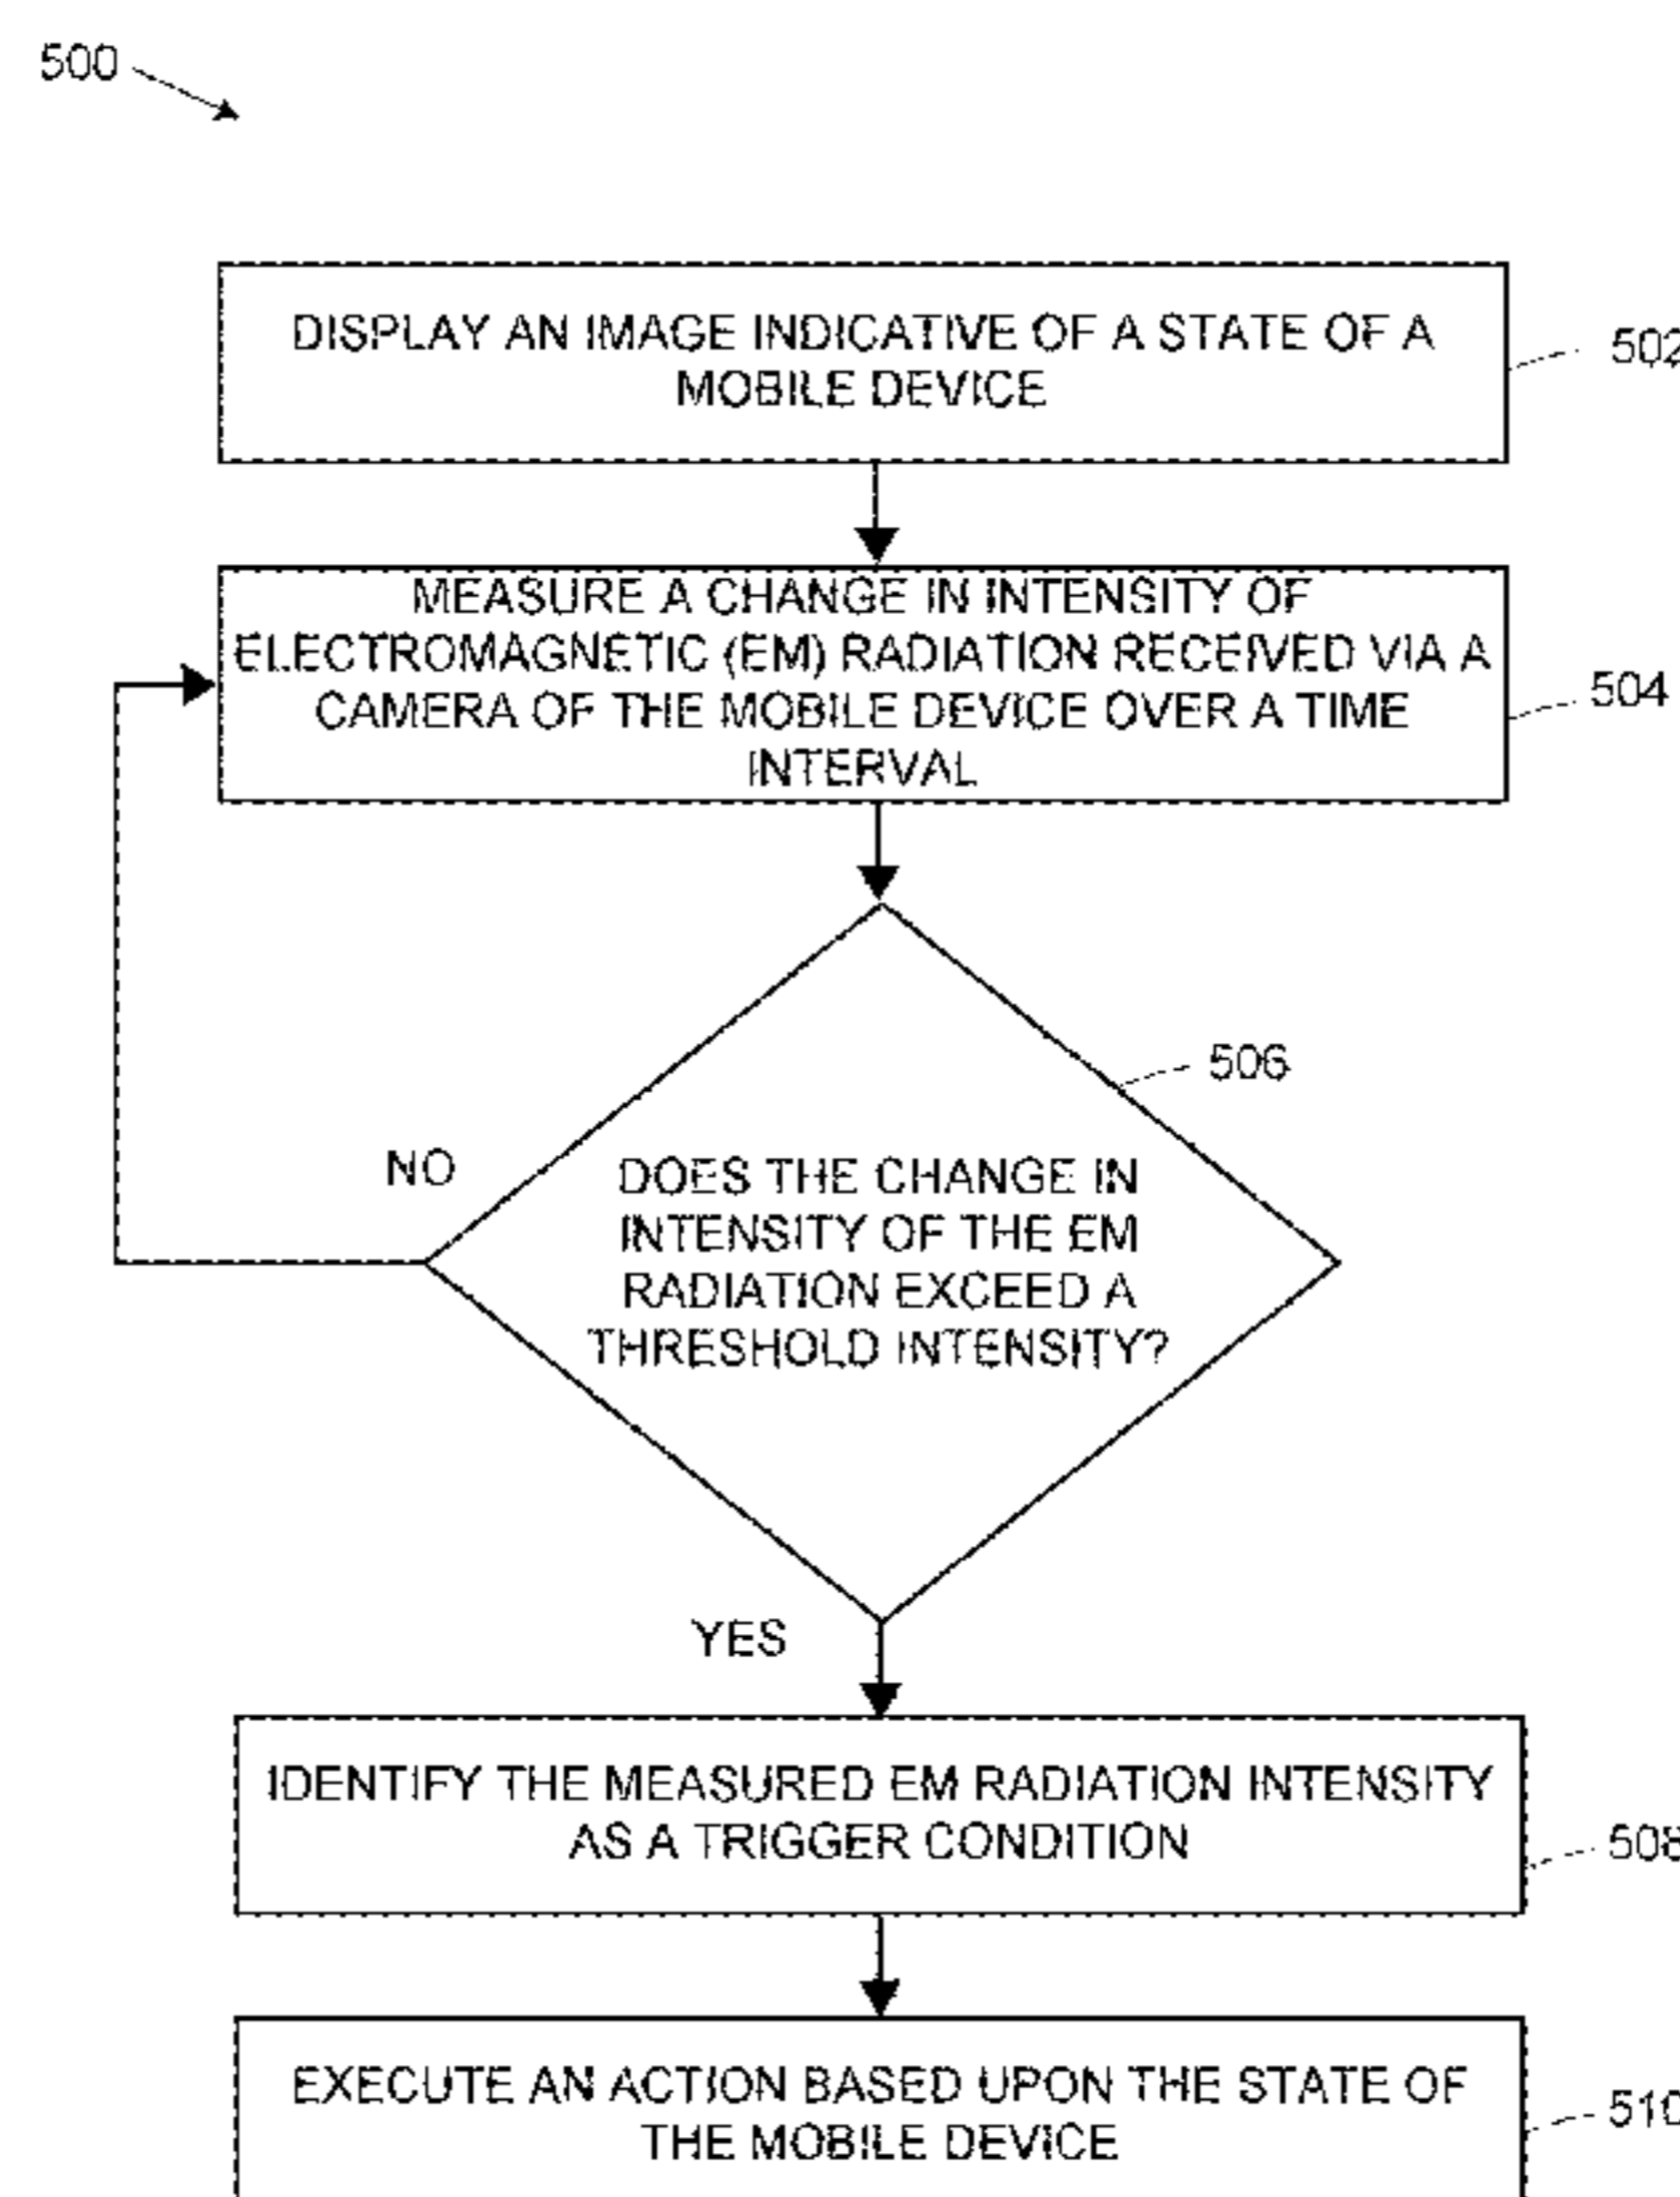 500
DISPLAY AN IMAGE INDICATIVE OF A STATE OF A
MOBILE DEVICE
502
MEASURE A CHANGE IN INTENSITY OF
ELECTROMAGNETIC (EM) RADIATION RECEIVED VIA A
CAMERA OF THE MOBILE DEVICE OVER A TIME
INTERVAL
504
506
NO
DOES THE CHANGE IN
INTENSITY OF THE EM
RADIATION EXCEED A
THRESHOLD INTENSITY?
YES
IDENTIFY THE MEASURED EM RADIATION INTENSITY
AS A TRIGGER CONDITION
508
EXECUTE AN ACTION BASED UPON THE STATE OF
THE MOBILE DEVICE
510